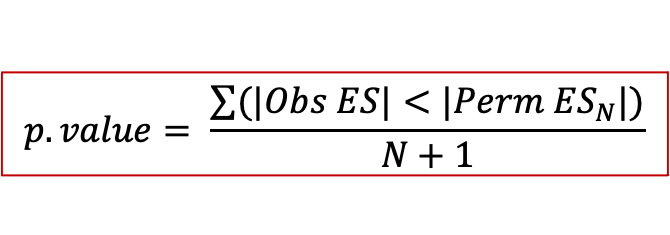 p.value = ∑(|Obs ES| < |Perm ES_N|)
N + 1